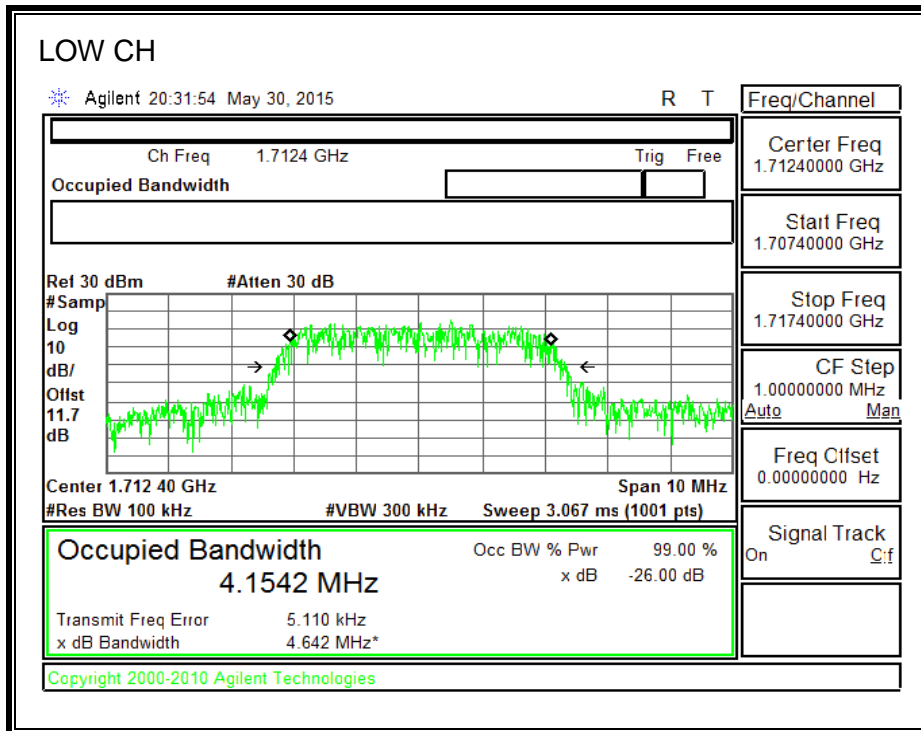 LOW CH
Agilent 20:31:54 May 30, 2015 R T
Freq/Channel
Ch Freq 1.7124 GHz Trig Free
Occupied Bandwidth
Center Freq
1.71240000 GHz
Start Freq
1.70740000 GHz
Stop Freq
1.71740000 GHz
CF Step
1.00000000 MHz
Auto Man
Freq Offset
0.00000000 Hz
Signal Track
On Off
Ref 30 dBm #Atten 30 dB
#Samp
Log
10
dB/
Offst
11.7
dB
Center 1.712 40 GHz Span 10 MHz
#Res BW 100 kHz #VBW 300 kHz Sweep 3.067 ms (1001 pts)
Occupied Bandwidth
4.1542 MHz
Occ BW % Pwr 99.00 %
x dB -26.00 dB
Transmit Freq Error 5.110 kHz
x dB Bandwidth 4.642 MHz*
Copyright 2000-2010 Agilent Technologies